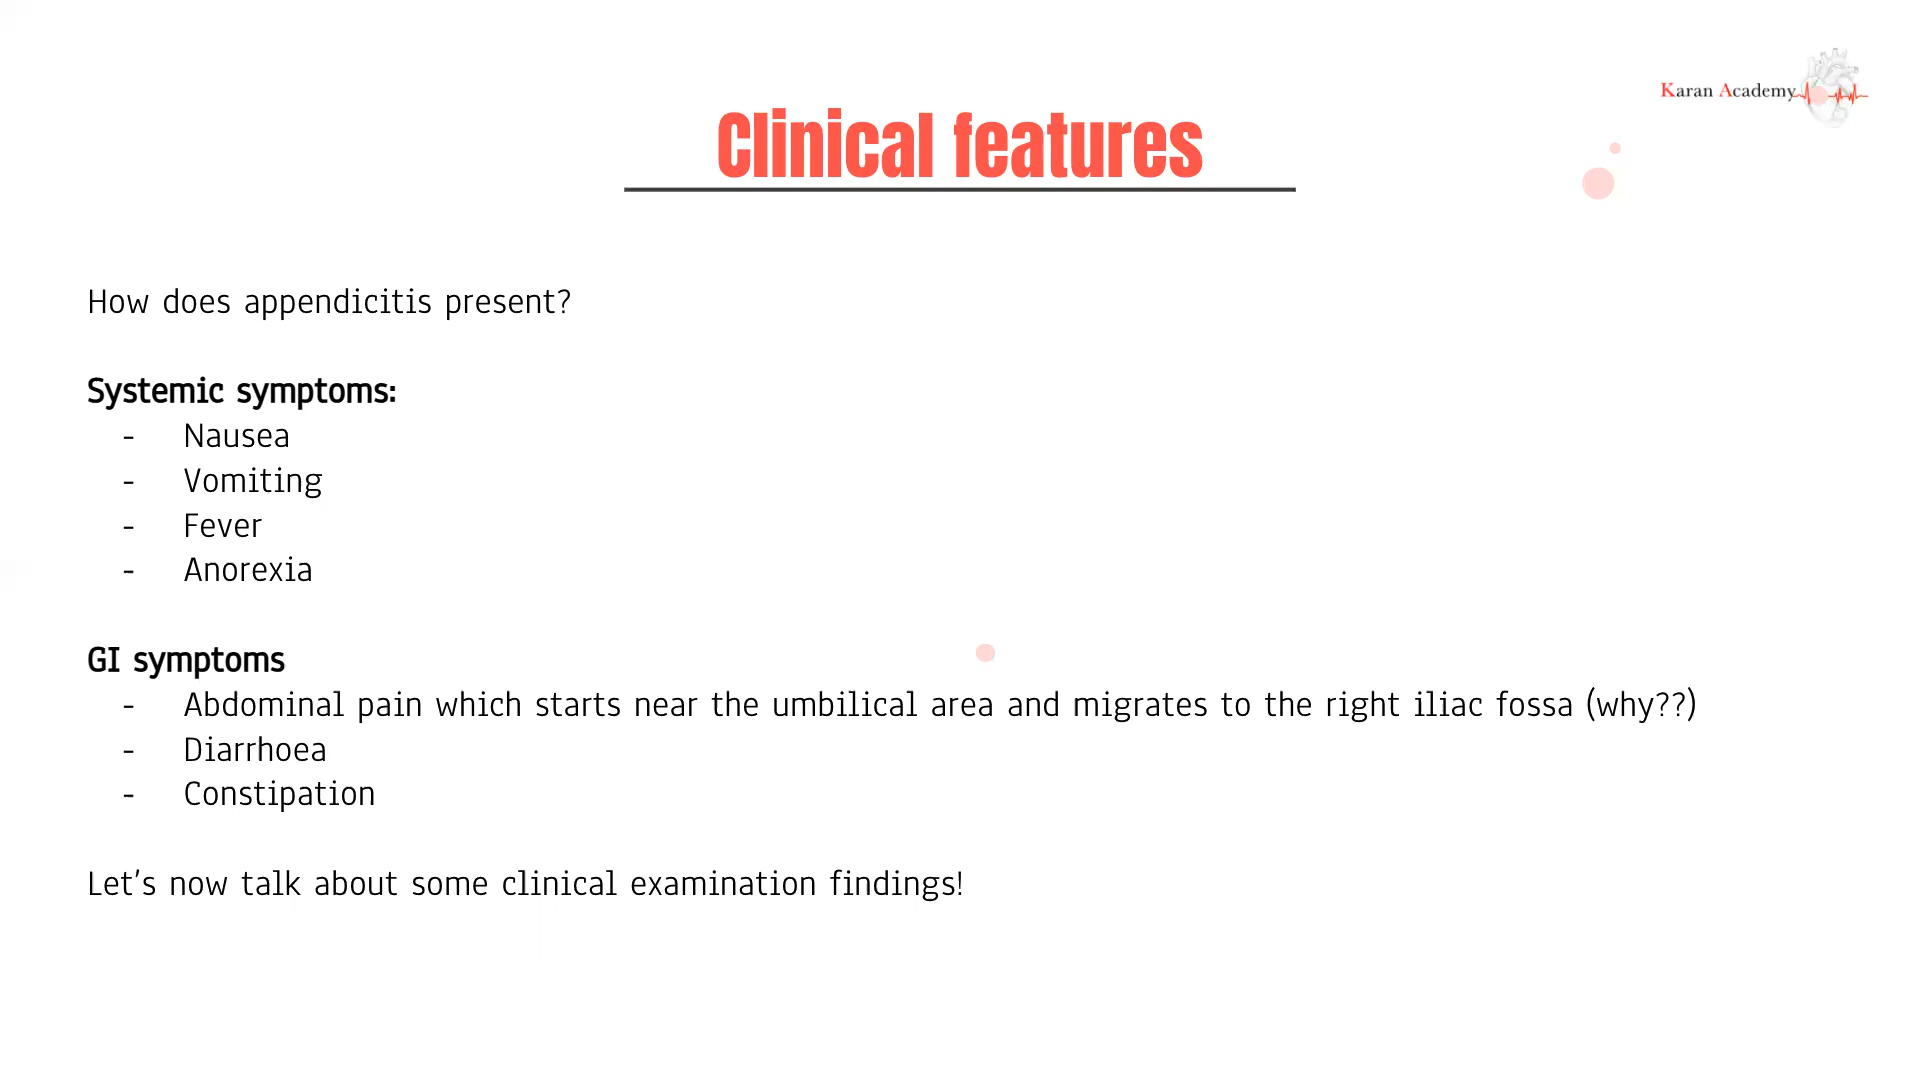 Karan Academy
Clinical features
How does appendicitis present?
Systemic symptoms:
- Nausea
- Vomiting
- Fever
- Anorexia
GI symptoms
- Abdominal pain which starts near the umbilical area and migrates to the right iliac fossa (why??)
- Diarrhoea
- Constipation
Let's now talk about some clinical examination findings!